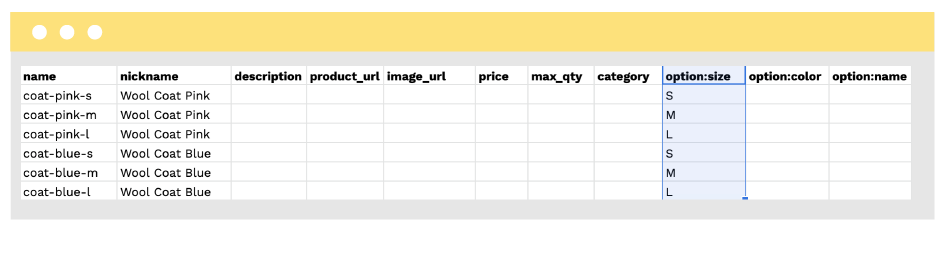 name nickname description product_url image_url price max_qty category option:size option:color option:name
coat-pink-s Wool Coat Pink S
coat-pink-m Wool Coat Pink M
coat-pink-l Wool Coat Pink L
coat-blue-s Wool Coat Blue S
coat-blue-m Wool Coat Blue M
coat-blue-l Wool Coat Blue L